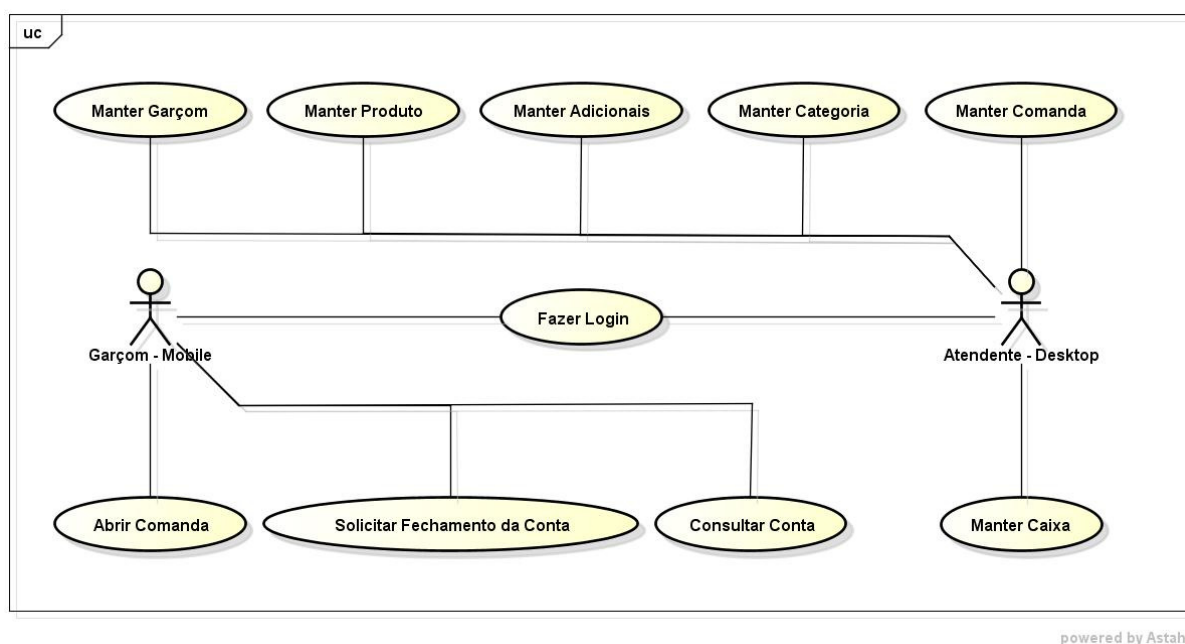 uc
Manter Garçom
Manter Produto
Manter Adicionais
Manter Categoria
Manter Comanda
Fazer Login
Garçom - Mobile
Atendente - Desktop
Abrir Comanda
Solicitar Fechamento da Conta
Consultar Conta
Manter Caixa
powered by Astah